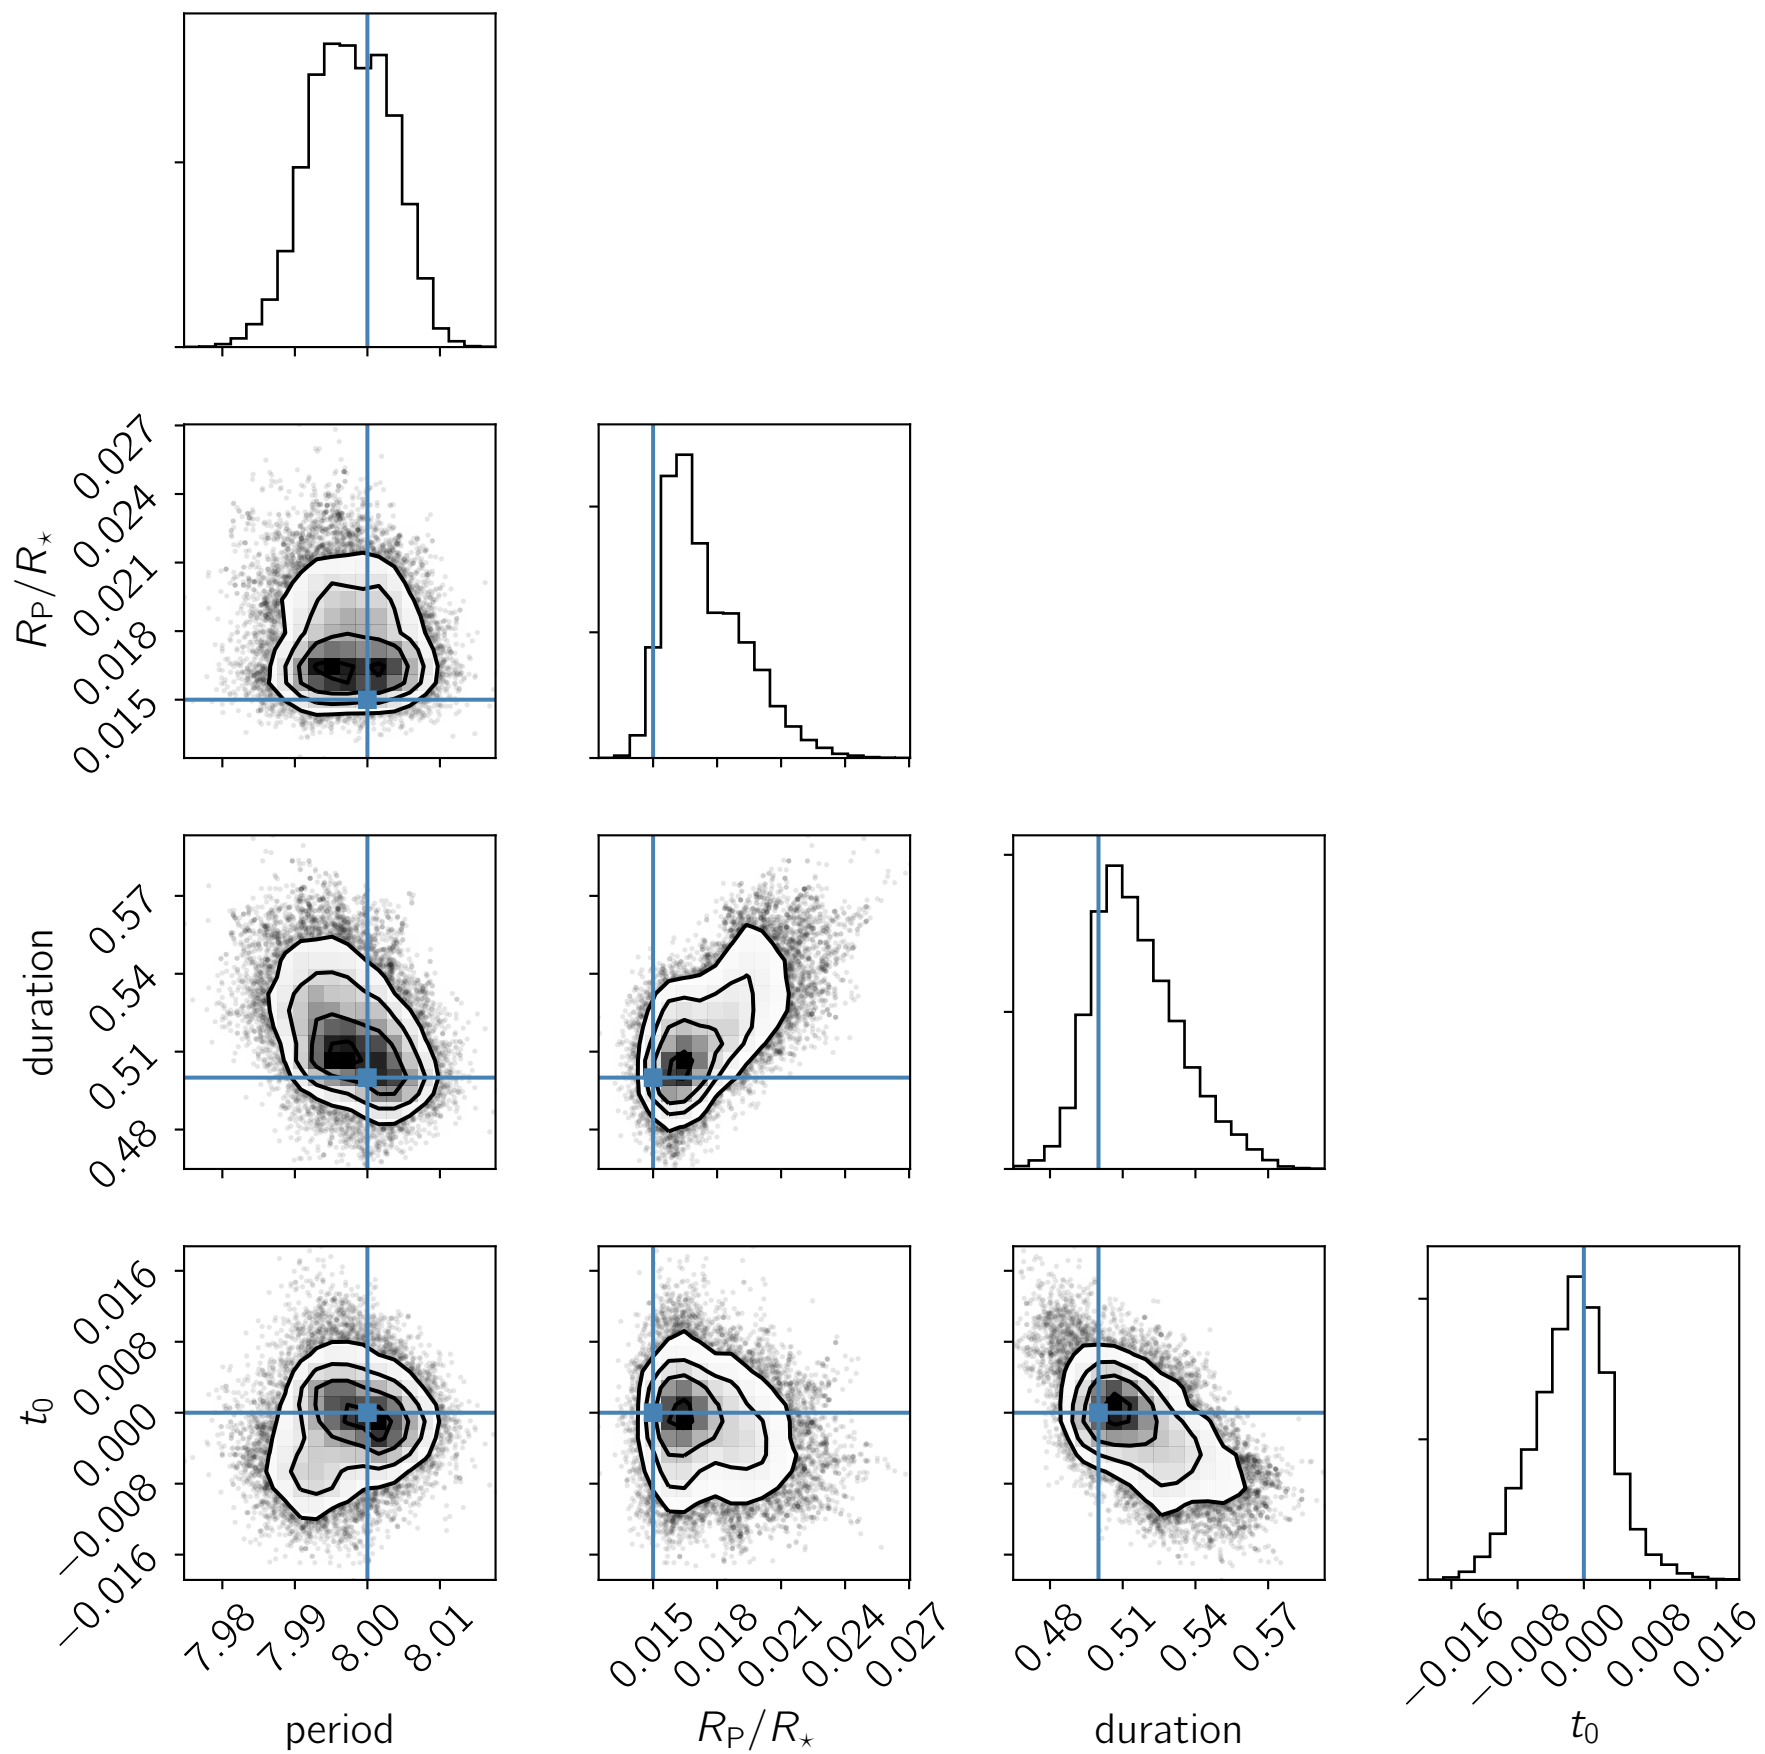 0.027
0.024
0.021
0.018
0.015
R_P/R_⋆
0.57
0.54
0.51
0.48
duration
0.016
0.008
0.000
−0.008
−0.016
t_0
7.98 7.99 8.00 8.01
0.015 0.018 0.021 0.024 0.027
0.48 0.51 0.54 0.57
−0.016 −0.008 0.000 0.008 0.016
period
R_P/R_⋆
duration
t_0